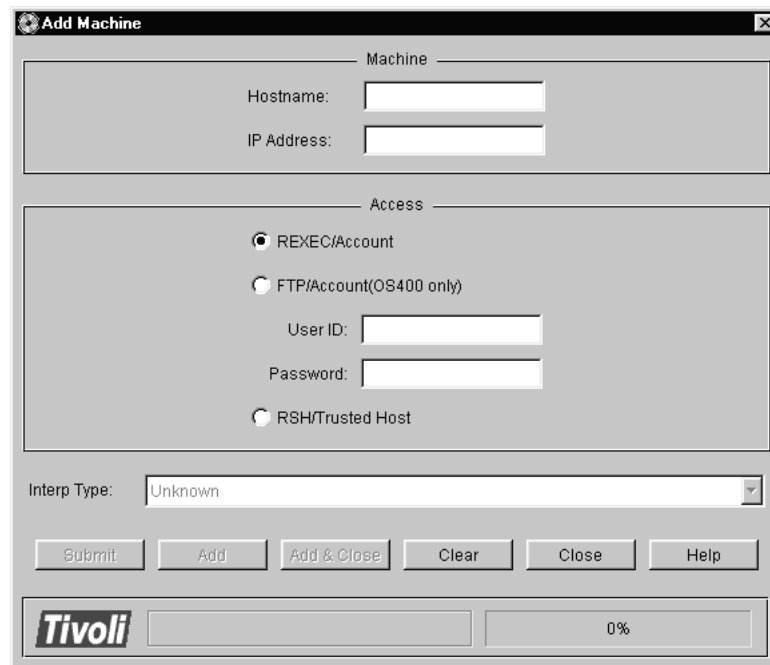 Add Machine
Machine
Hostname:
IP Address:
Access
REXEC/Account
FTP/Account(OS400 only)
User ID:
Password:
RSH/Trusted Host
Interp Type: Unknown
Submit Add Add & Close Clear Close Help
Tivoli 0%